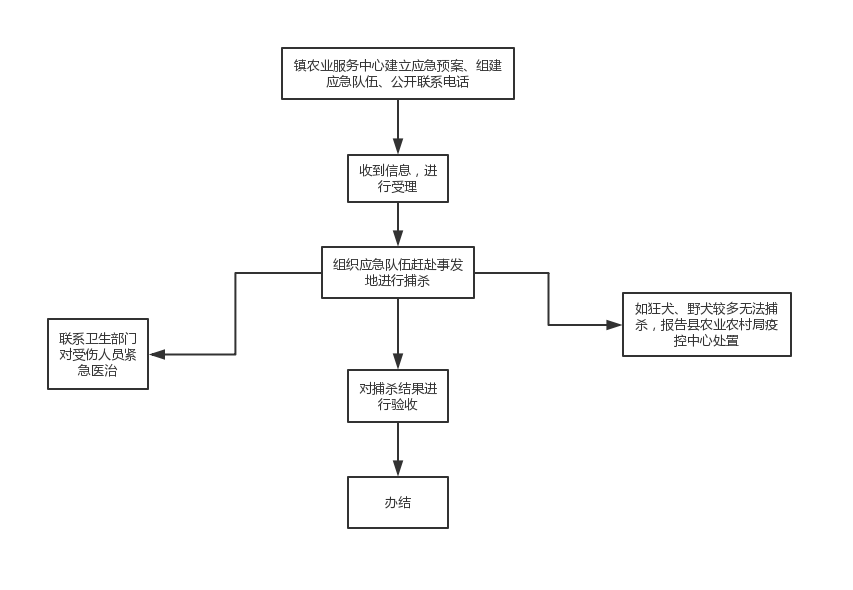 镇农业服务中心建立应急预案、组建
应急队伍、公开联系电话
收到信息，进
行受理
组织应急队伍赶赴事发
地进行捕杀
如狂犬、野犬较多无法捕
杀，报告县农业农村局疫
控中心处置
联系卫生部门
对受伤人员紧
急医治
对捕杀结果进
行验收
办结